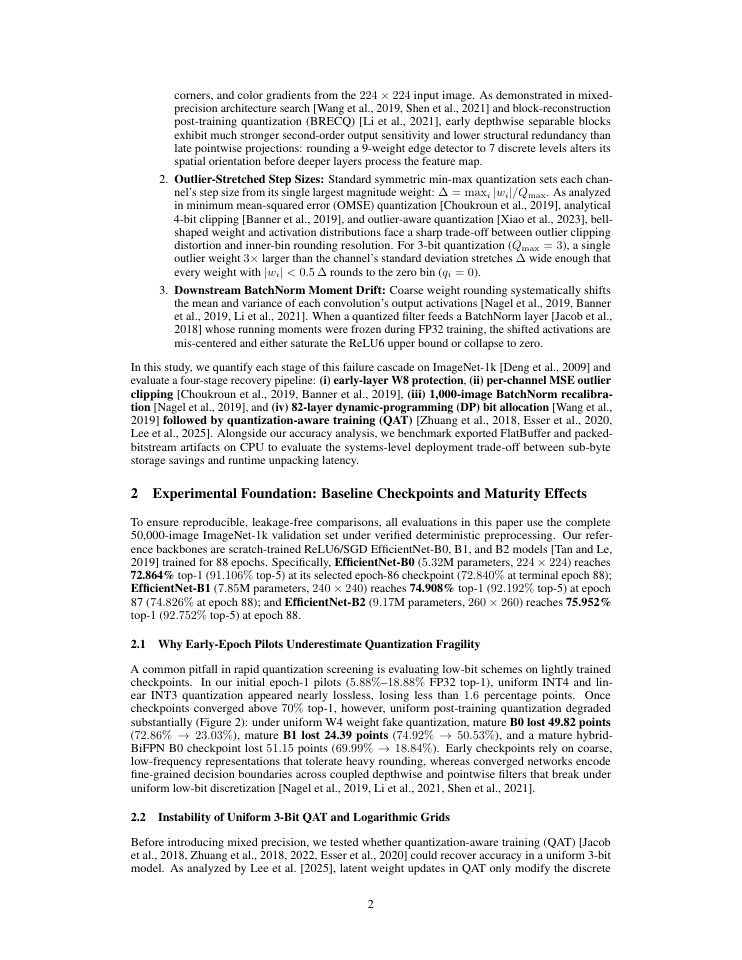 corners, and color gradients from the 224 × 224 input image. As demonstrated in mixed-
precision architecture search [Wang et al., 2019, Shen et al., 2021] and block-reconstruction
post-training quantization (BRECQ) [Li et al., 2021], early depthwise separable blocks
exhibit much stronger second-order output sensitivity and lower structural redundancy than
late pointwise projections: rounding a 9-weight edge detector to 7 discrete levels alters its
spatial orientation before deeper layers process the feature map.
2. Outlier-Stretched Step Sizes: Standard symmetric min-max quantization sets each chan-
nel's step size from its single largest magnitude weight: Δ = maxᵢ |wᵢ|/Qmax. As analyzed
in minimum mean-squared error (OMSE) quantization [Choukroun et al., 2019], analytical
4-bit clipping [Banner et al., 2019], and outlier-aware quantization [Xiao et al., 2023], bell-
shaped weight and activation distributions face a sharp trade-off between outlier clipping
distortion and inner-bin rounding resolution. For 3-bit quantization (Qmax = 3), a single
outlier weight 3× larger than the channel's standard deviation stretches Δ wide enough that
every weight with |wᵢ| < 0.5 Δ rounds to the zero bin (qᵢ = 0).
3. Downstream BatchNorm Moment Drift: Coarse weight rounding systematically shifts
the mean and variance of each convolution's output activations [Nagel et al., 2019, Banner
et al., 2019, Li et al., 2021]. When a quantized filter feeds a BatchNorm layer [Jacob et al.,
2018] whose running moments were frozen during FP32 training, the shifted activations are
mis-centered and either saturate the ReLU6 upper bound or collapse to zero.
In this study, we quantify each stage of this failure cascade on ImageNet-1k [Deng et al., 2009] and
evaluate a four-stage recovery pipeline: (i) early-layer W8 protection, (ii) per-channel MSE outlier
clipping [Choukroun et al., 2019, Banner et al., 2019], (iii) 1,000-image BatchNorm recalibra-
tion [Nagel et al., 2019], and (iv) 82-layer dynamic-programming (DP) bit allocation [Wang et al.,
2019] followed by quantization-aware training (QAT) [Zhuang et al., 2018, Esser et al., 2020,
Lee et al., 2025]. Alongside our accuracy analysis, we benchmark exported FlatBuffer and packed-
bitstream artifacts on CPU to evaluate the systems-level deployment trade-off between sub-byte
storage savings and runtime unpacking latency.
2 Experimental Foundation: Baseline Checkpoints and Maturity Effects
To ensure reproducible, leakage-free comparisons, all evaluations in this paper use the complete
50,000-image ImageNet-1k validation set under verified deterministic preprocessing. Our refer-
ence backbones are scratch-trained ReLU6/SGD EfficientNet-B0, B1, and B2 models [Tan and Le,
2019] trained for 88 epochs. Specifically, EfficientNet-B0 (5.32M parameters, 224 × 224) reaches
72.864% top-1 (91.106% top-5) at its selected epoch-86 checkpoint (72.840% at terminal epoch 88);
EfficientNet-B1 (7.85M parameters, 240 × 240) reaches 74.908% top-1 (92.192% top-5) at epoch
87 (74.826% at epoch 88); and EfficientNet-B2 (9.17M parameters, 260 × 260) reaches 75.952%
top-1 (92.752% top-5) at epoch 88.
2.1 Why Early-Epoch Pilots Underestimate Quantization Fragility
A common pitfall in rapid quantization screening is evaluating low-bit schemes on lightly trained
checkpoints. In our initial epoch-1 pilots (5.88%–18.88% FP32 top-1), uniform INT4 and lin-
ear INT3 quantization appeared nearly lossless, losing less than 1.6 percentage points. Once
checkpoints converged above 70% top-1, however, uniform post-training quantization degraded
substantially (Figure 2): under uniform W4 weight fake quantization, mature B0 lost 49.82 points
(72.86% → 23.03%), mature B1 lost 24.39 points (74.92% → 50.53%), and a mature hybrid-
BiFPN B0 checkpoint lost 51.15 points (69.99% → 18.84%). Early checkpoints rely on coarse,
low-frequency representations that tolerate heavy rounding, whereas converged networks encode
fine-grained decision boundaries across coupled depthwise and pointwise filters that break under
uniform low-bit discretization [Nagel et al., 2019, Li et al., 2021, Shen et al., 2021].
2.2 Instability of Uniform 3-Bit QAT and Logarithmic Grids
Before introducing mixed precision, we tested whether quantization-aware training (QAT) [Jacob
et al., 2018, Zhuang et al., 2018, 2022, Esser et al., 2020] could recover accuracy in a uniform 3-bit
model. As analyzed by Lee et al. [2025], latent weight updates in QAT only modify the discrete
2